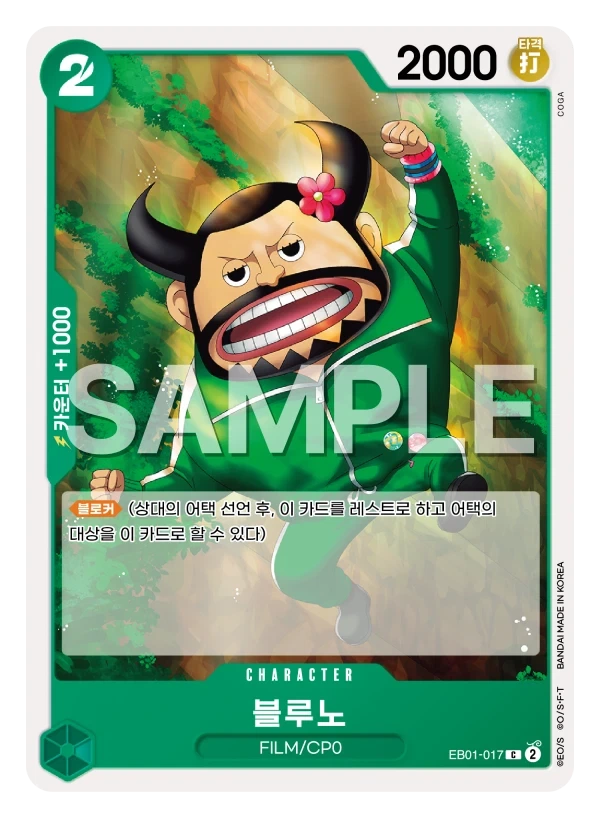 2
2000
타격
打
COGA
⚡카운터 +1000
SAMPLE
블로커 (상대의 어택 선언 후, 이 카드를 레스트로 하고 어택의
대상을 이 카드로 할 수 있다)
CHARACTER
블루노
FILM/CP0
EB01-017 C 2
©EO/S ©O/S·F·T BANDAI MADE IN KOREA